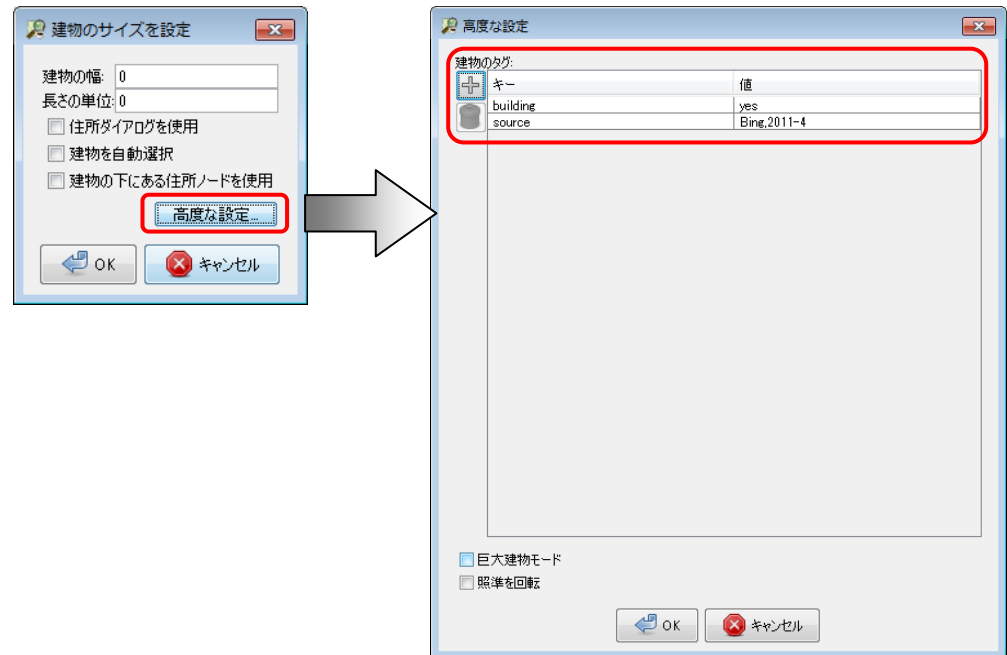 建物のサイズを設定
建物の幅: 0
長さの単位: 0
住所ダイアログを使用
建物を自動選択
建物の下にある住所ノードを使用
高度な設定...
OK キャンセル
高度な設定
建物のタグ:
キー 値
building yes
source Bing,2011-4
巨大建物モード
照準を回転
OK キャンセル